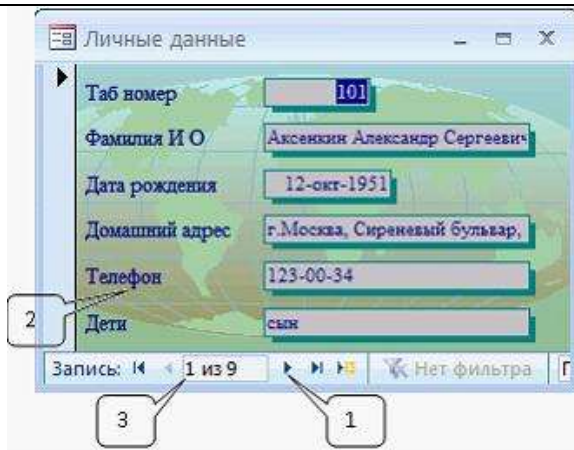 Личные данные
Таб номер 101
Фамилия И О Аксенкин Александр Сергеевич
Дата рождения 12-окт-1951
Домашний адрес г.Москва, Сиреневый бульвар,
Телефон 123-00-34
2
Дети сын
Запись: 1 из 9 Нет фильтра П
3 1